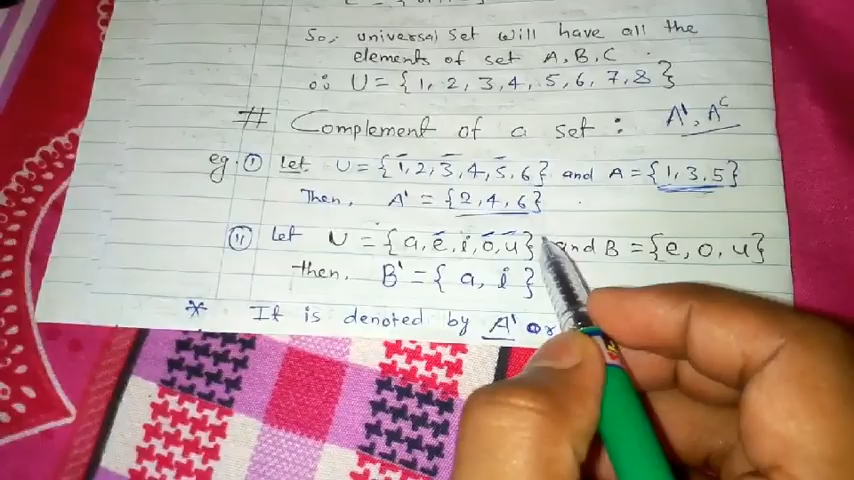 So, universal set will have all the
elements of set A, B, C .
∴ U = { 1, 2, 3, 4, 5, 6, 7, 8 }
# Complement of a set : A', Aᶜ
eg. ① Let U = { 1, 2, 3, 4, 5, 6 } and A = { 1, 3, 5 }
Then, A' = { 2, 4, 6 }
② Let U = { a, e, i, o, u } and B = { e, o, u }
then, B' = { a, i }
* It is denoted by A' or